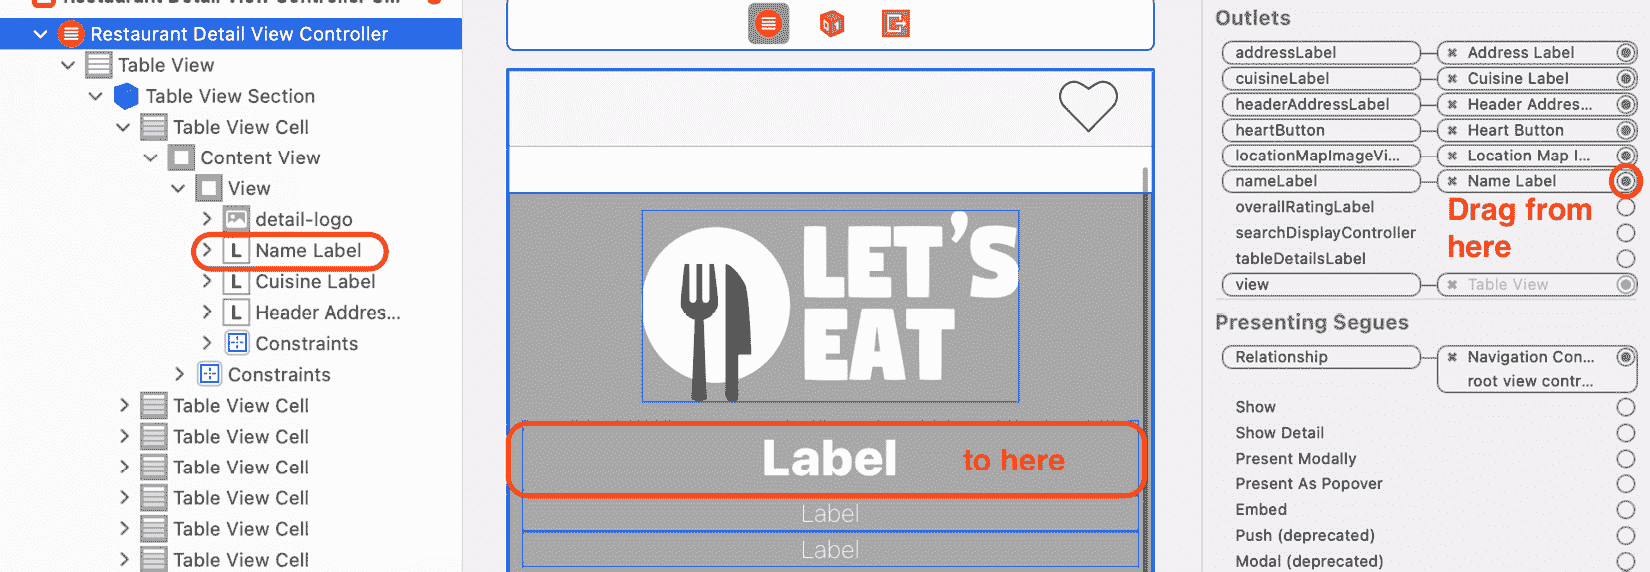 Restaurant Detail View Controller
Table View
Table View Section
Table View Cell
Content View
View
detail-logo
L Name Label
L Cuisine Label
L Header Addres...
Constraints
Constraints
Table View Cell
Table View Cell
Table View Cell
Table View Cell
Table View Cell
Table View Cell
LET'S
EAT
Label
to here
Label
Label
Outlets
addressLabel Address Label
cuisineLabel Cuisine Label
headerAddressLabel Header Addres...
heartButton Heart Button
locationMapImageVi... Location Map I...
nameLabel Name Label
overallRatingLabel
searchDisplayController
tableDetailsLabel
Drag from
here
view Table View
Presenting Segues
Relationship Navigation Con...
root view contr...
Show
Show Detail
Present Modally
Present As Popover
Embed
Push (deprecated)
Modal (deprecated)